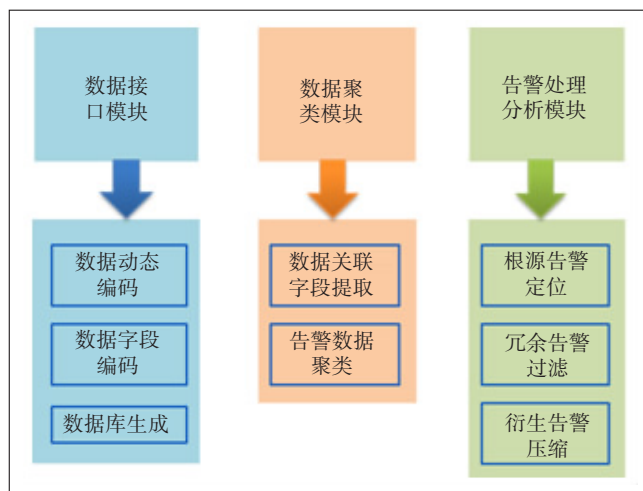 数据接
口模块
数据动态
编码
数据字段
编码
数据库生成
数据聚
类模块
数据关联
字段提取
告警数据
聚类
告警处理
分析模块
根源告警
定位
冗余告警
过滤
衍生告警
压缩